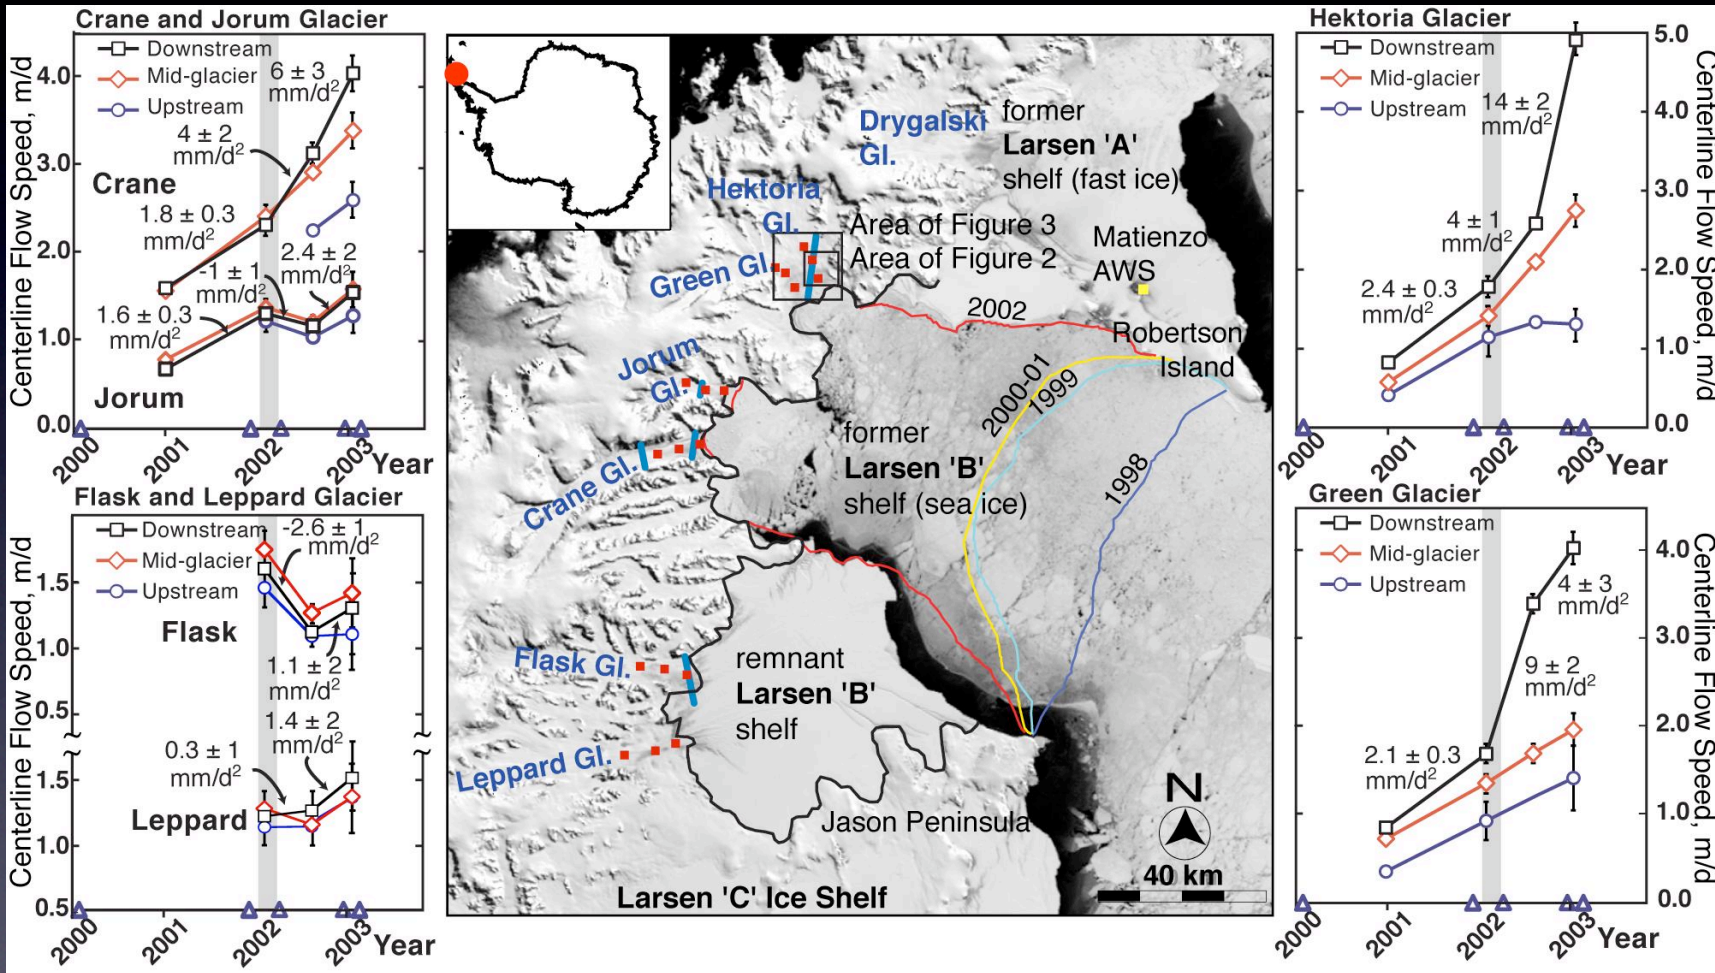 Crane and Jorum Glacier
Downstream
Mid-glacier
Upstream
6 ± 3
mm/d²
4 ± 2
mm/d²
Crane
1.8 ± 0.3
mm/d²
2.4 ± 2
mm/d²
-1 ± 1
mm/d²
1.6 ± 0.3
mm/d²
Jorum
4.0
3.0
2.0
1.0
0.0
Centerline Flow Speed, m/d
2000
2001
2002
2003
Year
Flask and Leppard Glacier
Downstream
Mid-glacier
Upstream
-2.6 ± 1
mm/d²
Flask
1.1 ± 2
mm/d²
1.4 ± 2
mm/d²
0.3 ± 1
mm/d²
Leppard
1.5
1.0
0.5
1.5
1.0
0.5
Centerline Flow Speed, m/d
2000
2001
2002
2003
Year
Drygalski
Gl.
former
Larsen 'A'
shelf (fast ice)
Hektoria
Gl.
Area of Figure 3
Area of Figure 2
Green Gl.
Matienzo
AWS
2002
Robertson
Island
Jorum
Gl.
2000-01
1999
1998
former
Larsen 'B'
shelf (sea ice)
Crane Gl.
Flask Gl.
remnant
Larsen 'B'
shelf
Leppard Gl.
Jason Peninsula
N
40 km
Larsen 'C' Ice Shelf
Hektoria Glacier
Downstream
Mid-glacier
Upstream
14 ± 2
mm/d²
4 ± 1
mm/d²
2.4 ± 0.3
mm/d²
5.0
4.0
3.0
2.0
1.0
0.0
Centerline Flow Speed, m/d
2000
2001
2002
2003
Year
Green Glacier
Downstream
Mid-glacier
Upstream
4 ± 3
mm/d²
9 ± 2
mm/d²
2.1 ± 0.3
mm/d²
4.0
3.0
2.0
1.0
0.0
Centerline Flow Speed, m/d
2000
2001
2002
2003
Year